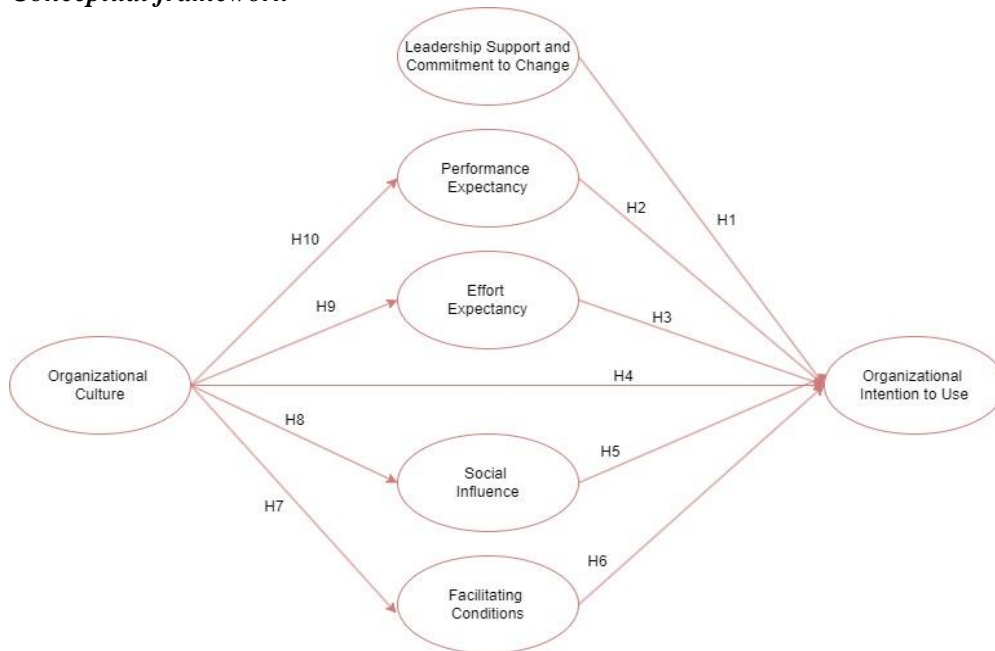 Conceptual framework
Leadership Support and
Commitment to Change
Performance
Expectancy
H2
H1
H10
Effort
Expectancy
H9
H3
Organizational
Culture
H4
Organizational
Intention to Use
H8
Social
Influence
H5
H7
H6
Facilitating
Conditions